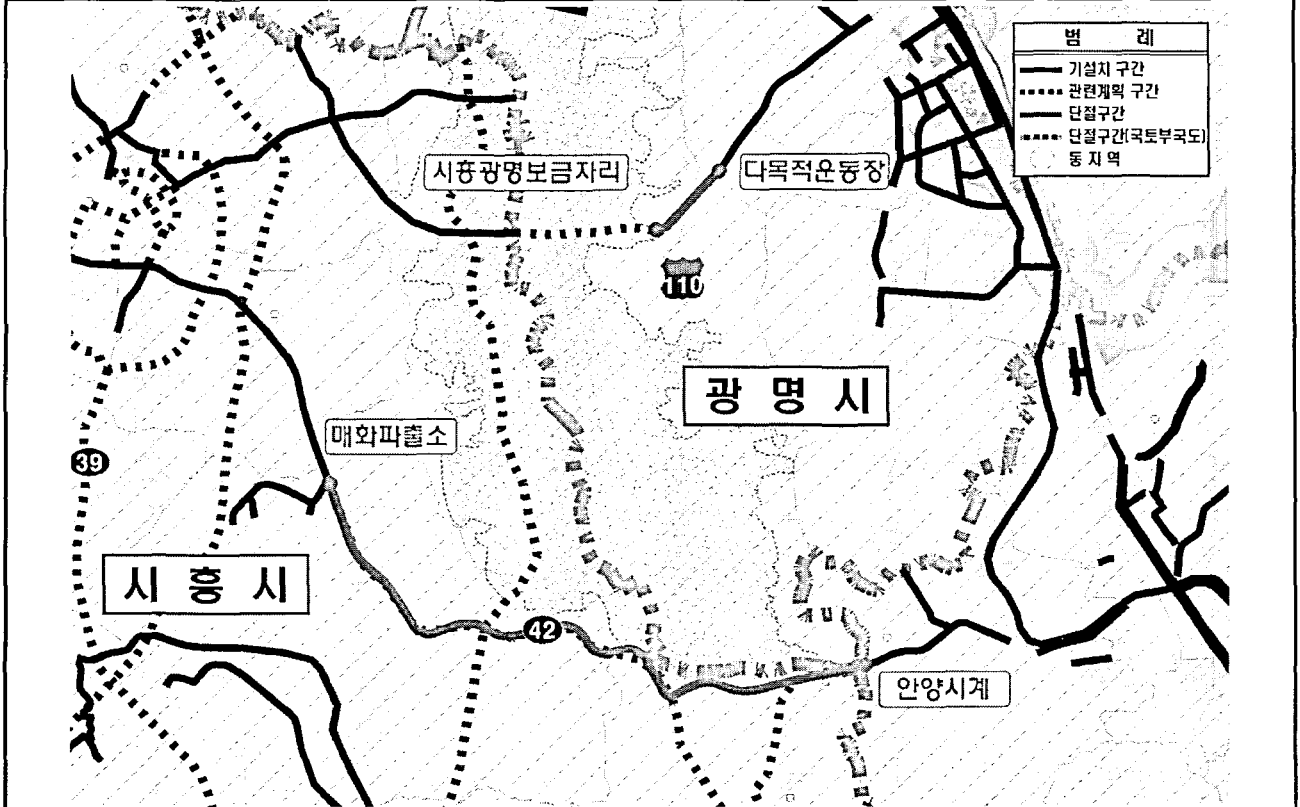 범 례
기설치 구간
관련계획 구간
단절구간
단절구간(국토부국도)
동 지 역
시흥광명보금자리
다목적운동장
110
광 명 시
매화파출소
39
시 흥 시
42
안양시계